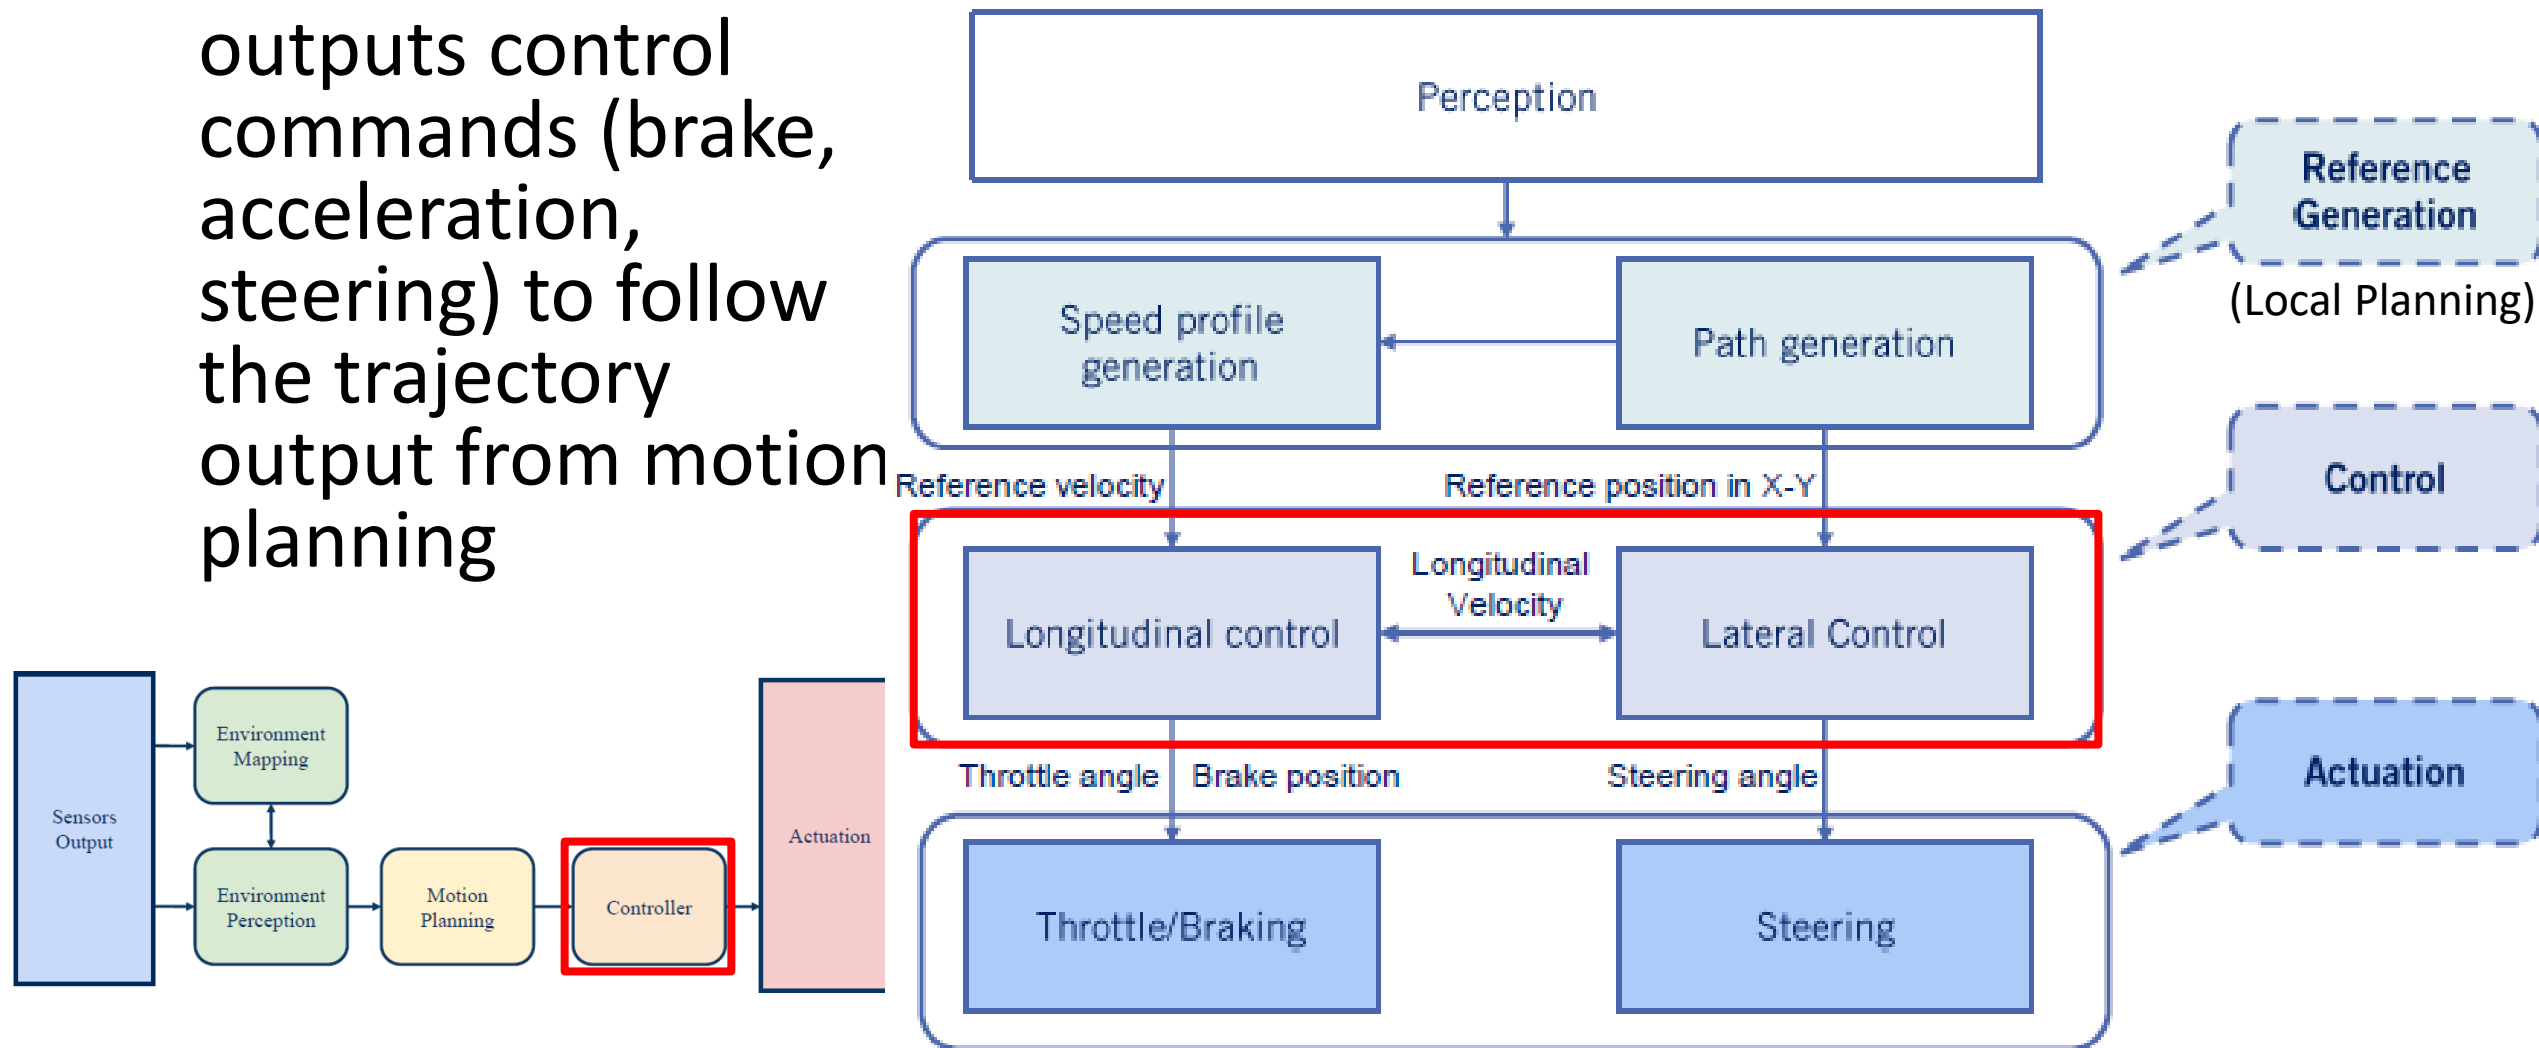 outputs control
commands (brake,
acceleration,
steering) to follow
the trajectory
output from motion
planning
Perception
Reference
Generation
(Local Planning)
Speed profile
generation
Path generation
Reference velocity
Reference position in X-Y
Control
Longitudinal
Velocity
Longitudinal control
Lateral Control
Throttle angle
Brake position
Steering angle
Actuation
Throttle/Braking
Steering
Sensors
Output
Environment
Mapping
Environment
Perception
Motion
Planning
Controller
Actuation